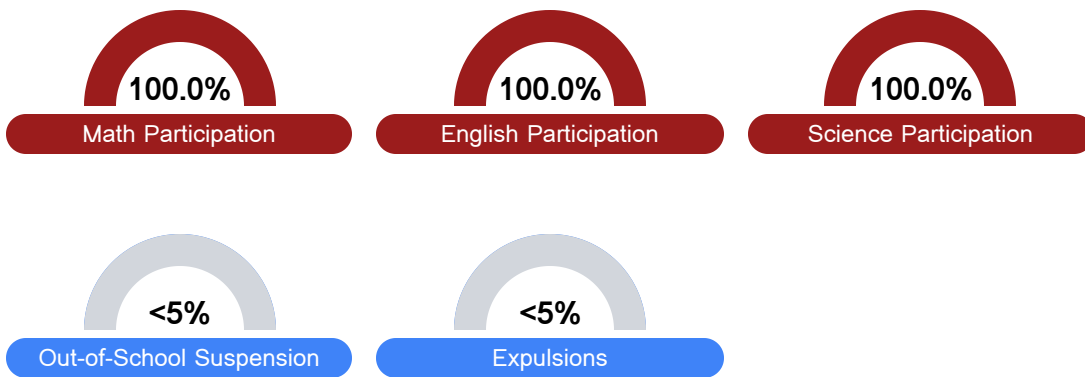 100.0%
Math Participation
100.0%
English Participation
100.0%
Science Participation
<5%
Out-of-School Suspension
<5%
Expulsions